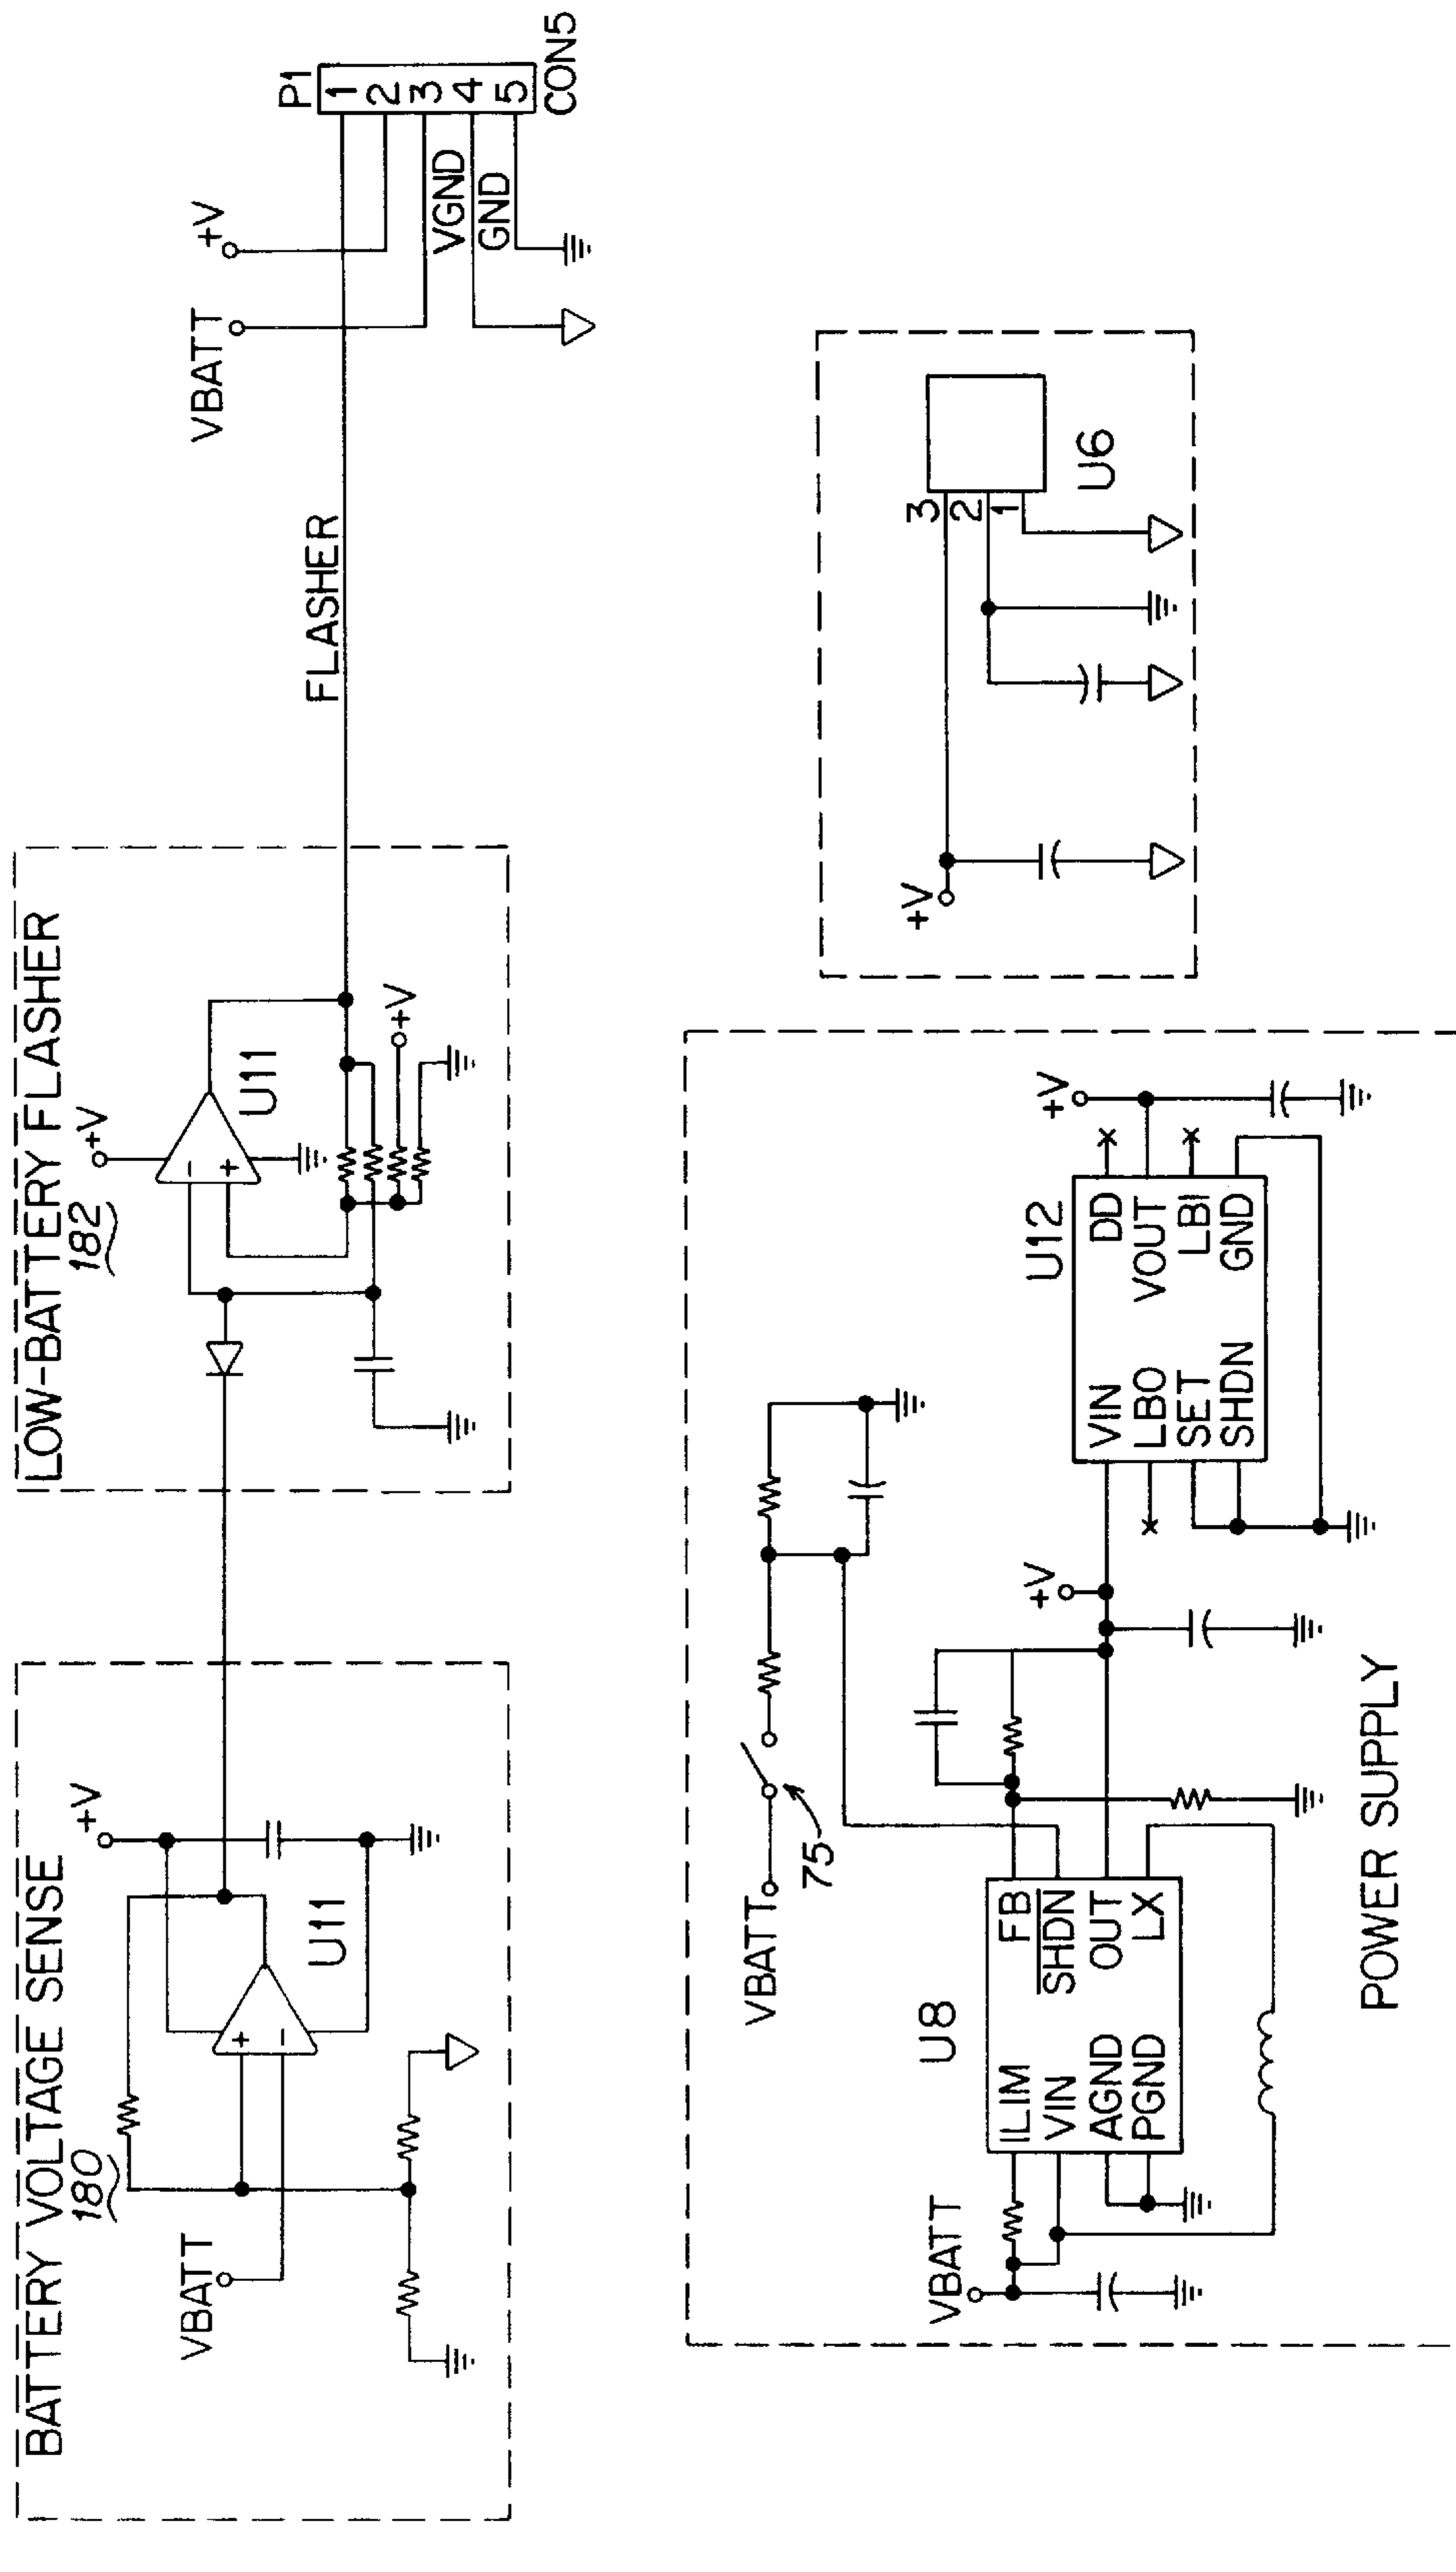 BATTERY VOLTAGE SENSE
180
+V
VBATT
+
−
U11
LOW-BATTERY FLASHER
182
+V
−
+
U11
+V
FLASHER
VBATT
+V
VGND
GND
P1
1
2
3
4
5
CON5
VBATT
75
VBATT
U8
ILIM
VIN
AGND
PGND
FB
SHDN
OUT
LX
+V
U12
VIN
LBO
SET
SHDN
DD
VOUT
LBI
GND
+V
POWER SUPPLY
+V
3
2
1
U6